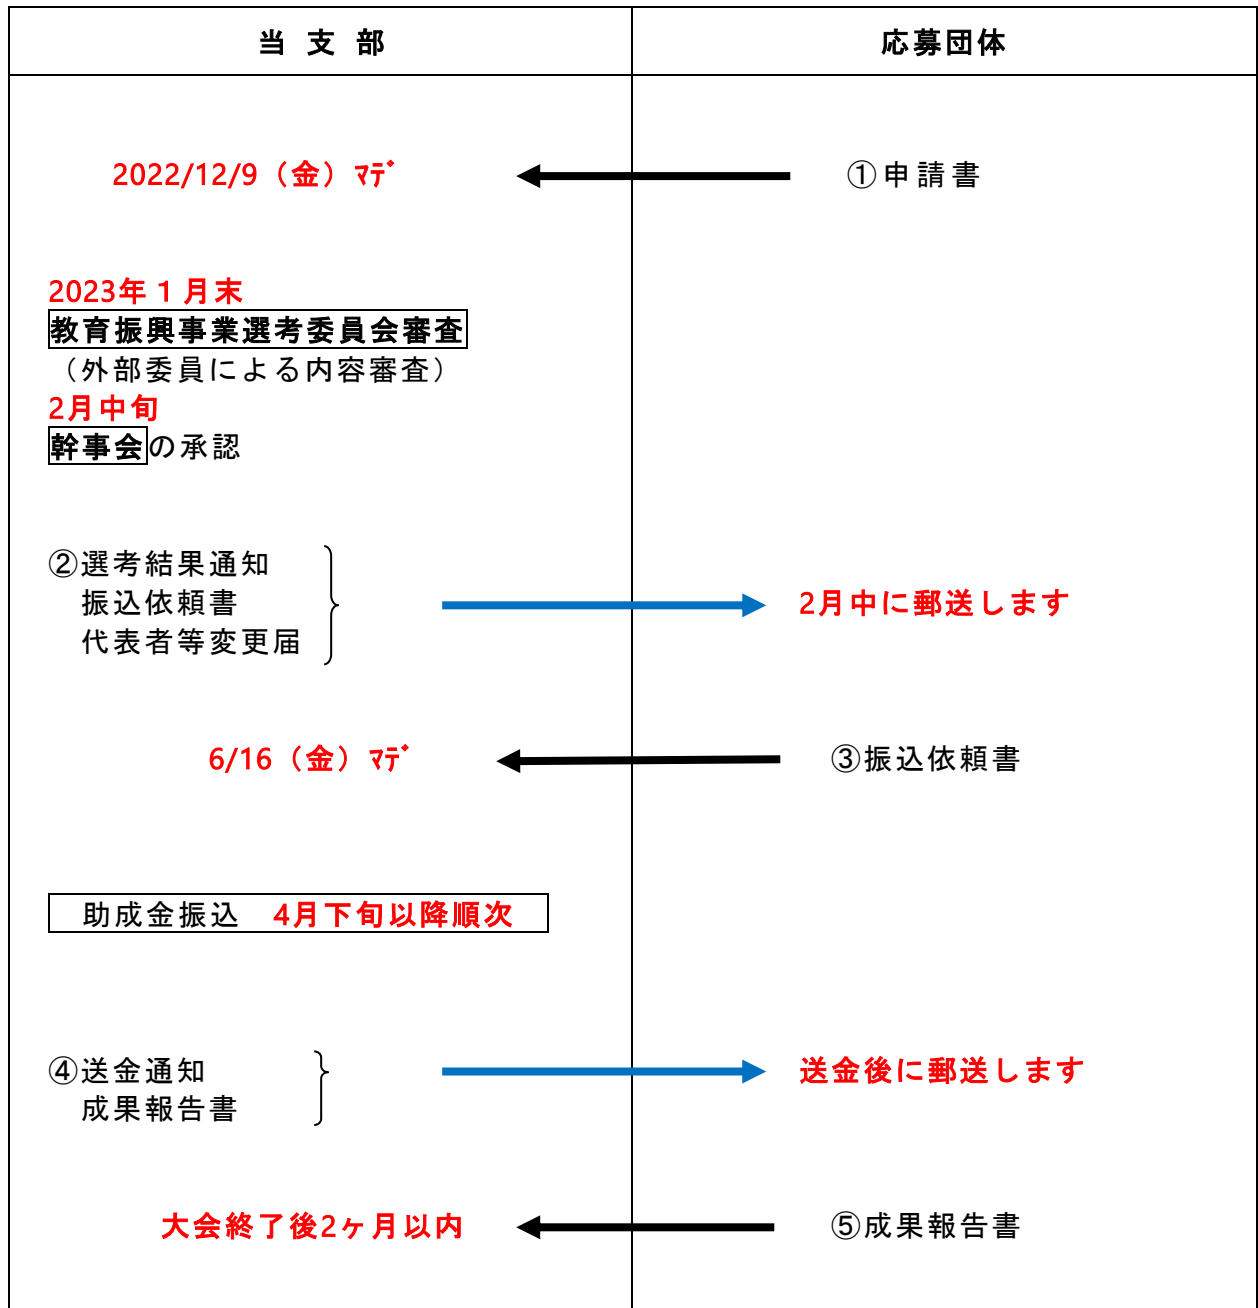 当 支 部
応募団体
2022/12/9（金）ﾏﾃﾞ
①申請書
2023年１月末
教育振興事業選考委員会審査
（外部委員による内容審査）
2月中旬
幹事会の承認
②選考結果通知
振込依頼書
代表者等変更届
2月中に郵送します
6/16（金）ﾏﾃﾞ
③振込依頼書
助成金振込　4月下旬以降順次
④送金通知
成果報告書
送金後に郵送します
大会終了後2ヶ月以内
⑤成果報告書